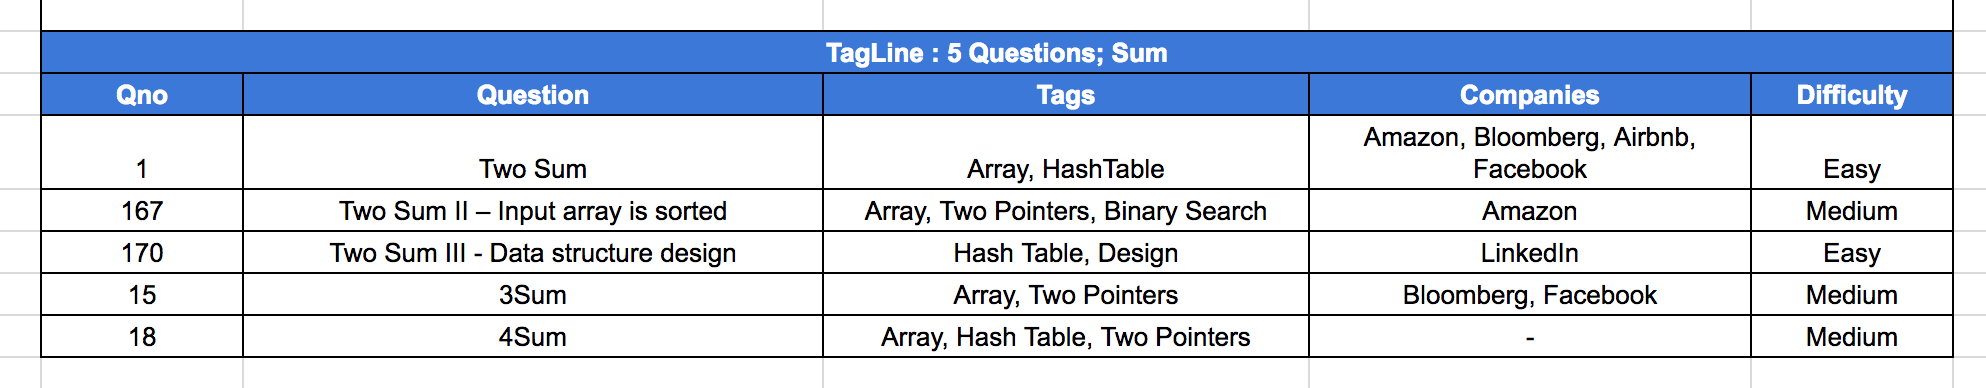 TagLine : 5 Questions; Sum
Qno Question Tags Companies Difficulty
1 Two Sum Array, HashTable Amazon, Bloomberg, Airbnb, Facebook Easy
167 Two Sum II – Input array is sorted Array, Two Pointers, Binary Search Amazon Medium
170 Two Sum III - Data structure design Hash Table, Design LinkedIn Easy
15 3Sum Array, Two Pointers Bloomberg, Facebook Medium
18 4Sum Array, Hash Table, Two Pointers - Medium